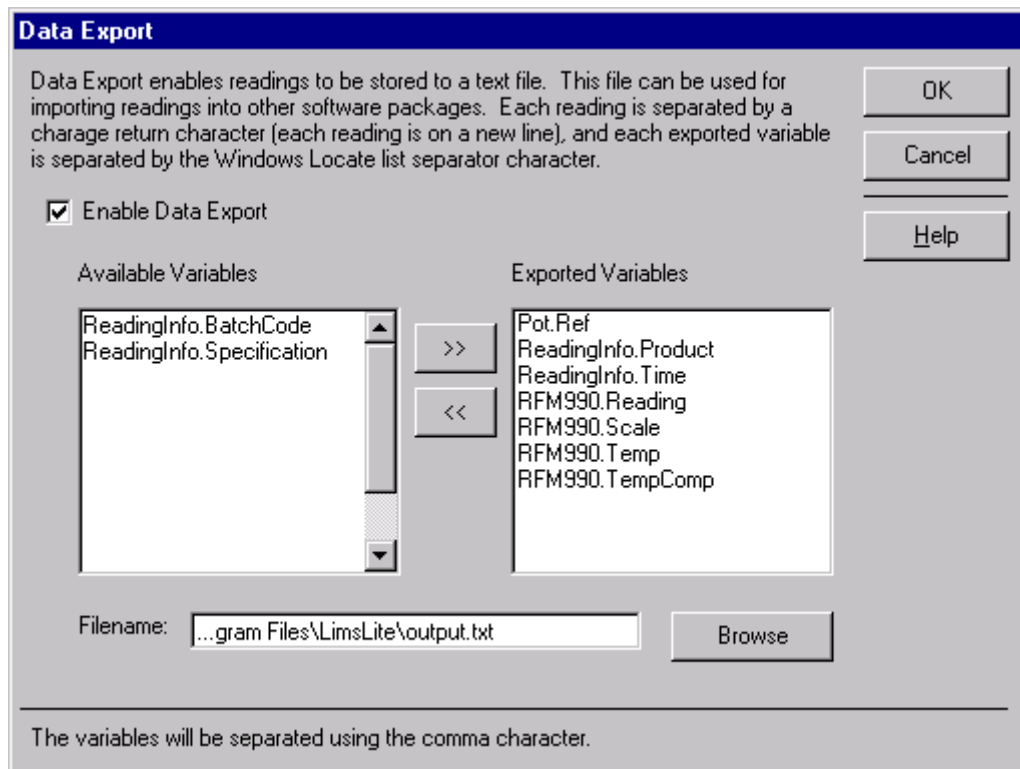 Data Export
Data Export enables readings to be stored to a text file. This file can be used for
importing readings into other software packages. Each reading is separated by a
charage return character (each reading is on a new line), and each exported variable
is separated by the Windows Locate list separator character.
OK
Cancel
Help
Enable Data Export
Available Variables
ReadingInfo.BatchCode
ReadingInfo.Specification
>>
<<
Exported Variables
Pot.Ref
ReadingInfo.Product
ReadingInfo.Time
RFM990.Reading
RFM990.Scale
RFM990.Temp
RFM990.TempComp
Filename:
...gram Files\LimsLite\output.txt
Browse
The variables will be separated using the comma character.